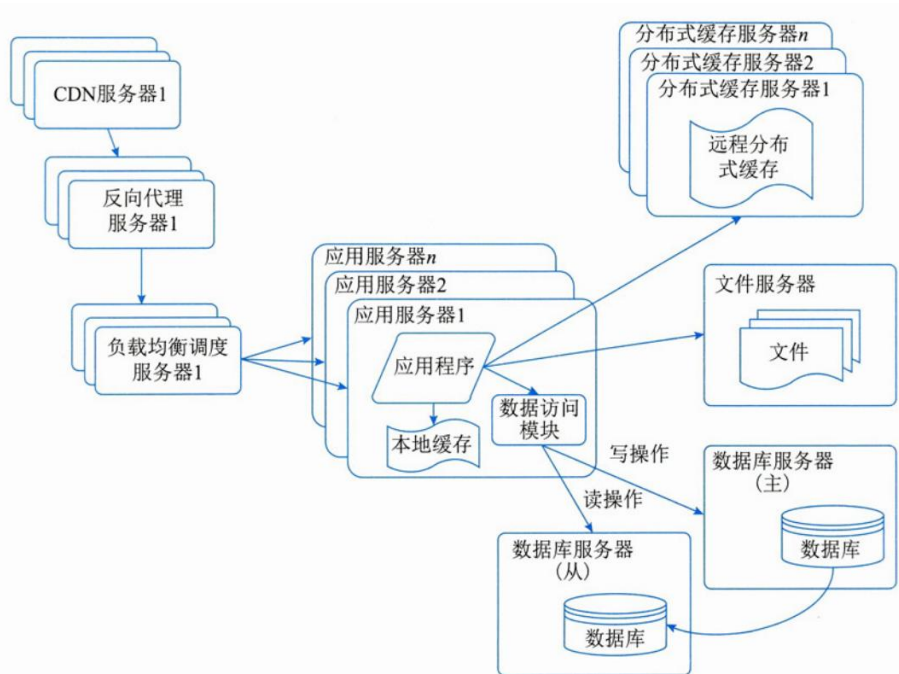 CDN服务器1
反向代理
服务器1
负载均衡调度
服务器1
应用服务器n
应用服务器2
应用服务器1
应用程序
本地缓存
数据访问
模块
分布式缓存服务器n
分布式缓存服务器2
分布式缓存服务器1
远程分布
式缓存
文件服务器
文件
写操作
读操作
数据库服务器
(主)
数据库
数据库服务器
(从)
数据库